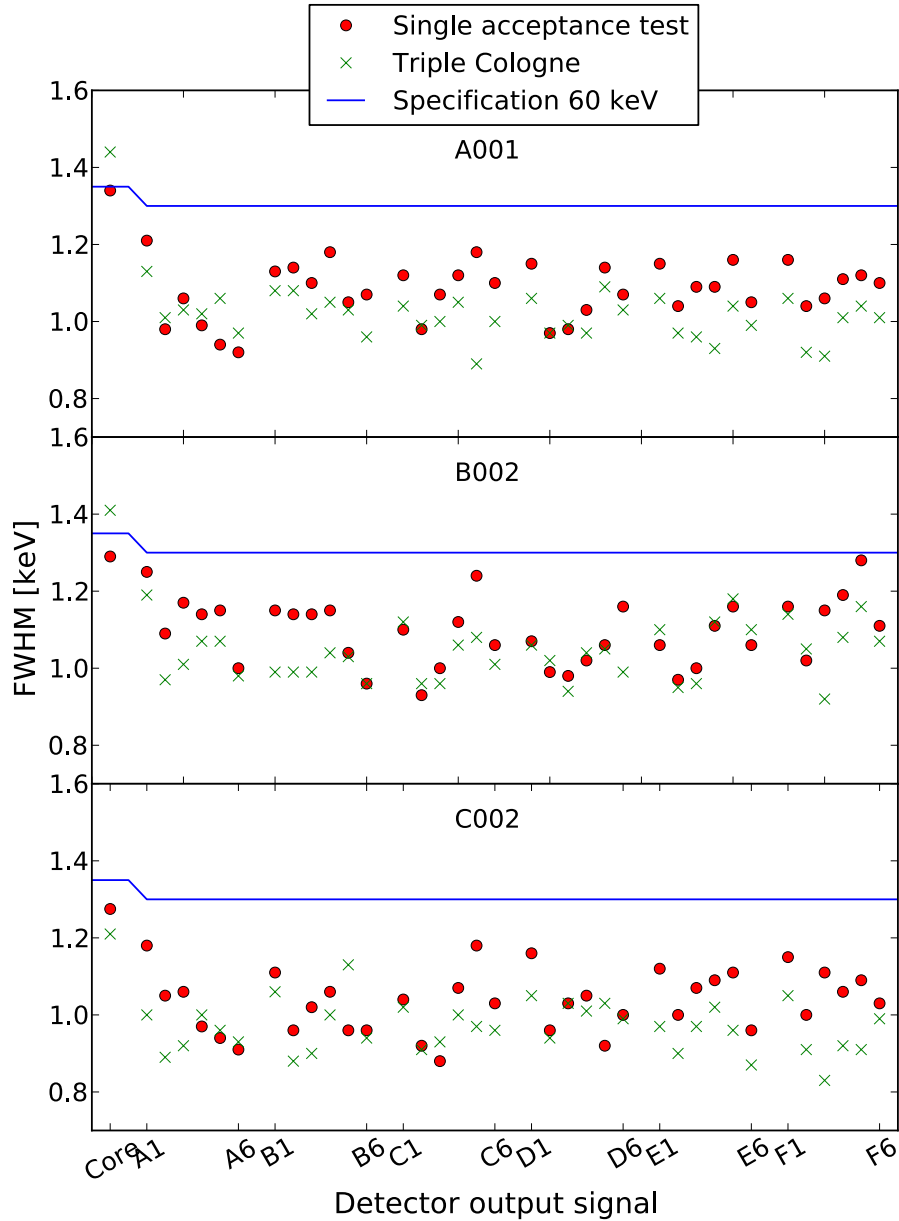 Single acceptance test
Triple Cologne
Specification 60 keV
1.6
1.4
1.2
1.0
0.8
A001
1.6
1.4
1.2
1.0
0.8
B002
FWHM [keV]
1.6
1.4
1.2
1.0
0.8
C002
Core A1 A6 B1 B6 C1 C6 D1 D6 E1 E6 F1 F6
Detector output signal